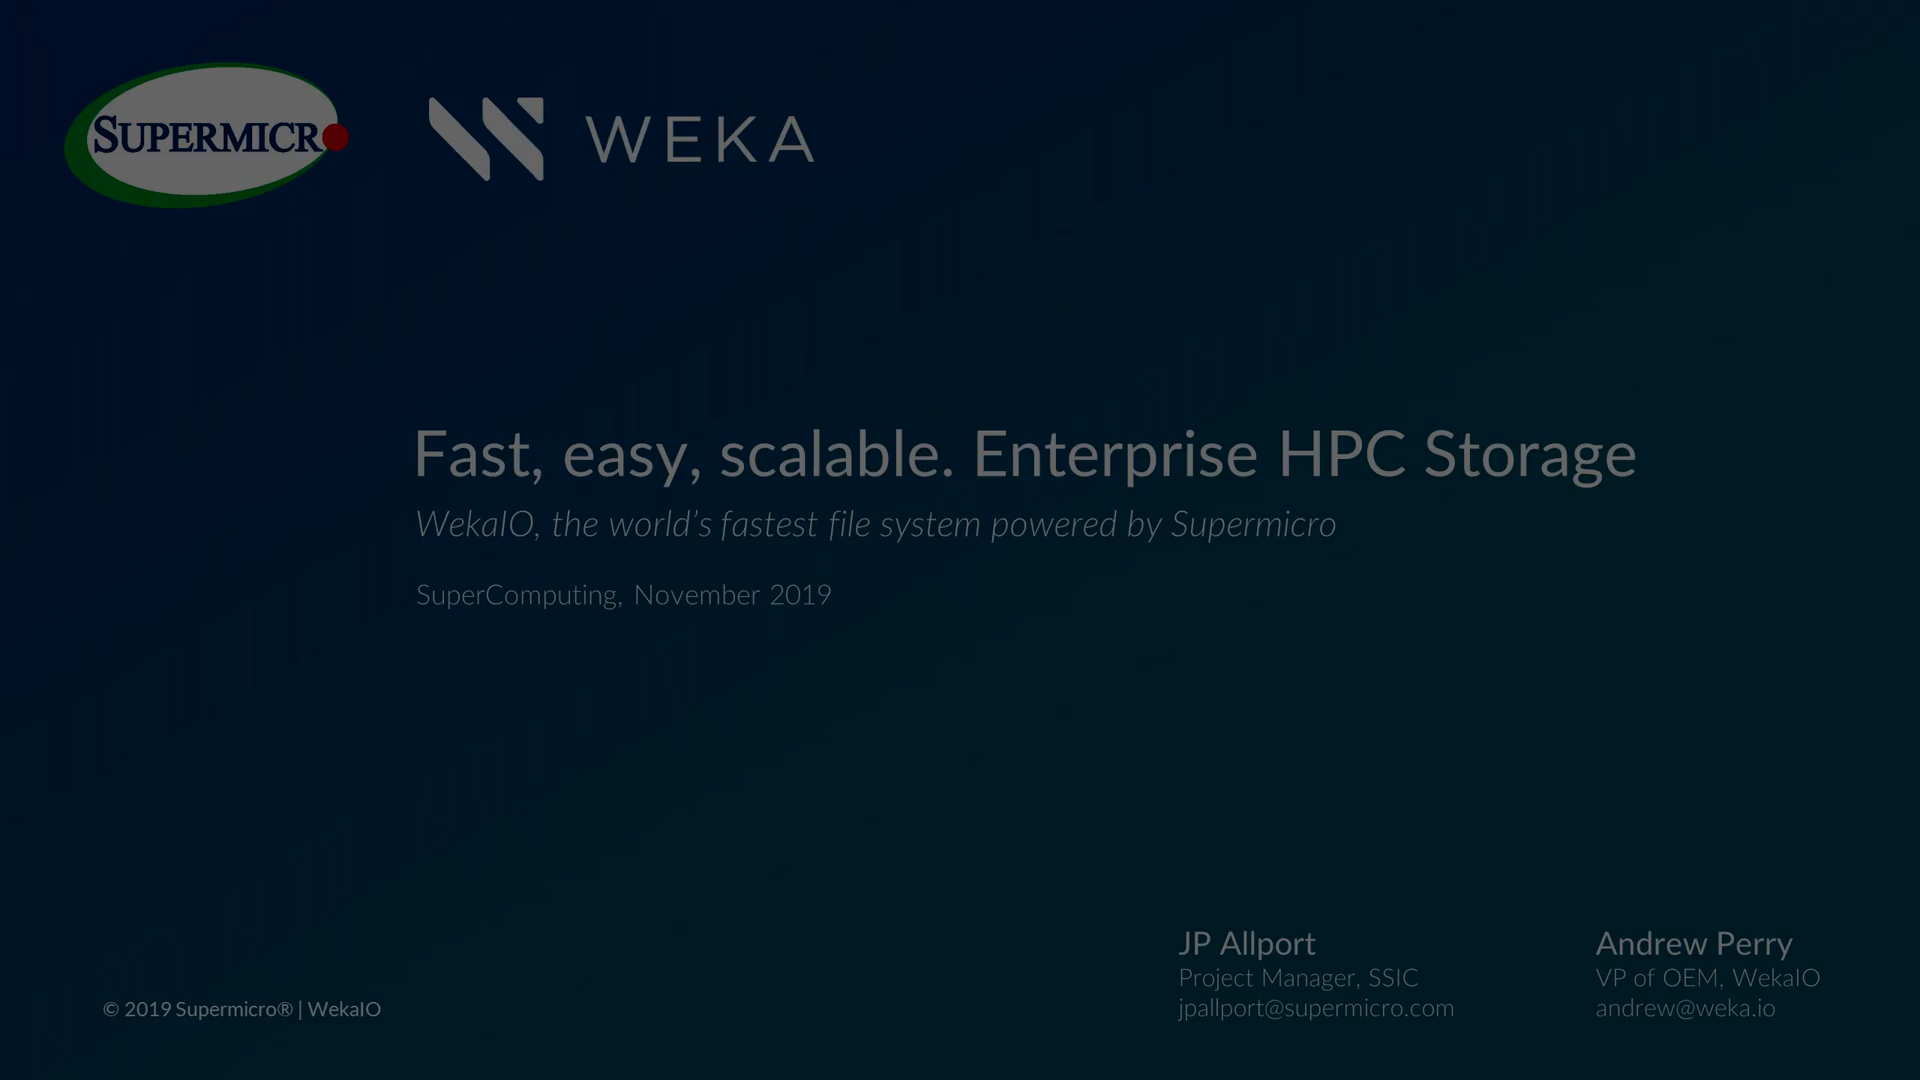 SUPERMICRO
WEKA
Fast, easy, scalable. Enterprise HPC Storage
WekaIO, the world’s fastest file system powered by Supermicro
SuperComputing, November 2019
JP Allport
Project Manager, SSIC
jpallport@supermicro.com
Andrew Perry
VP of OEM, WekaIO
andrew@weka.io
© 2019 Supermicro® | WekaIO